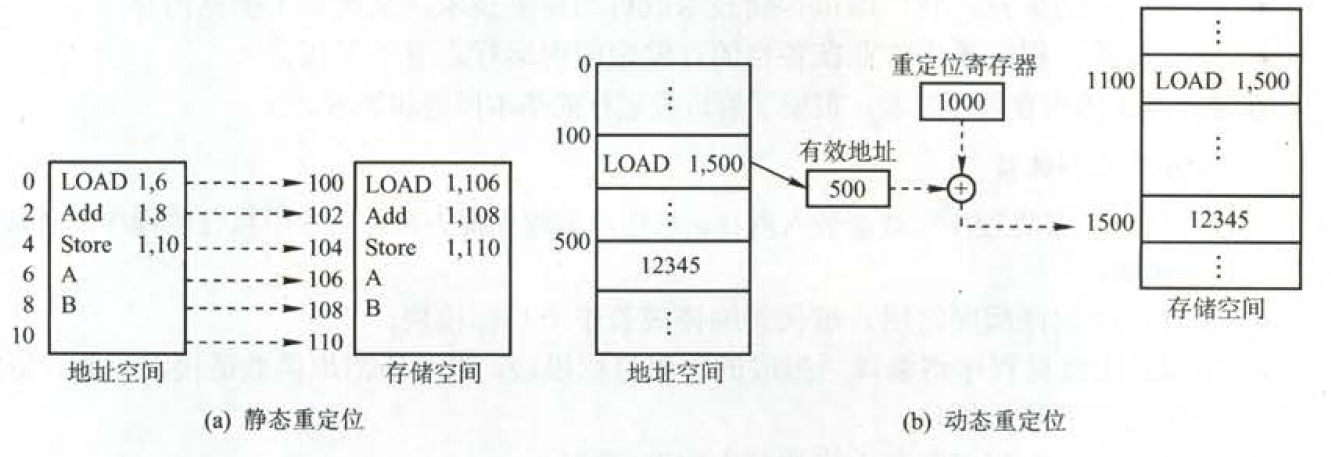 0 LOAD 1,6
2 Add 1,8
4 Store 1,10
6 A
8 B
10
地址空间
100 LOAD 1,106
102 Add 1,108
104 Store 1,110
106 A
108 B
110
存储空间
(a) 静态重定位
0
⋮
100
LOAD 1,500
⋮
500
12345
⋮
地址空间
重定位寄存器
1000
有效地址
500
+
⋮
1100 LOAD 1,500
⋮
1500 12345
⋮
存储空间
(b) 动态重定位